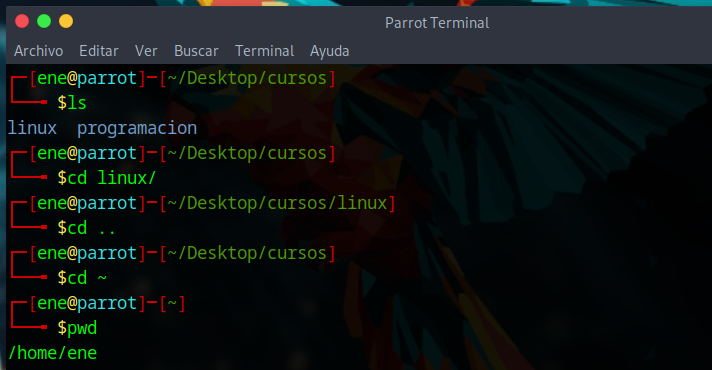 Parrot Terminal
Archivo Editar Ver Buscar Terminal Ayuda
┌─[ene@parrot]─[~/Desktop/cursos]
└──╼ $ls
linux  programacion
┌─[ene@parrot]─[~/Desktop/cursos]
└──╼ $cd linux/
┌─[ene@parrot]─[~/Desktop/cursos/linux]
└──╼ $cd ..
┌─[ene@parrot]─[~/Desktop/cursos]
└──╼ $cd ~
┌─[ene@parrot]─[~]
└──╼ $pwd
/home/ene